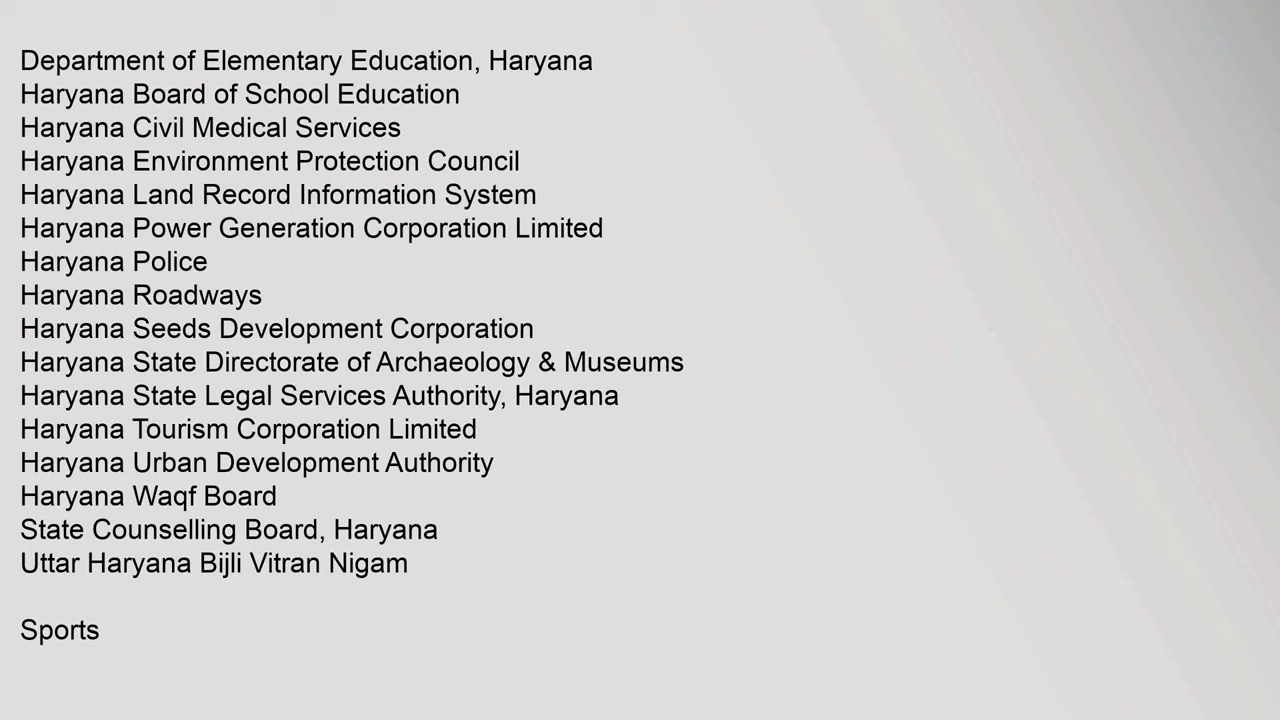 Department of Elementary Education, Haryana
Haryana Board of School Education
Haryana Civil Medical Services
Haryana Environment Protection Council
Haryana Land Record Information System
Haryana Power Generation Corporation Limited
Haryana Police
Haryana Roadways
Haryana Seeds Development Corporation
Haryana State Directorate of Archaeology & Museums
Haryana State Legal Services Authority, Haryana
Haryana Tourism Corporation Limited
Haryana Urban Development Authority
Haryana Waqf Board
State Counselling Board, Haryana
Uttar Haryana Bijli Vitran Nigam
Sports